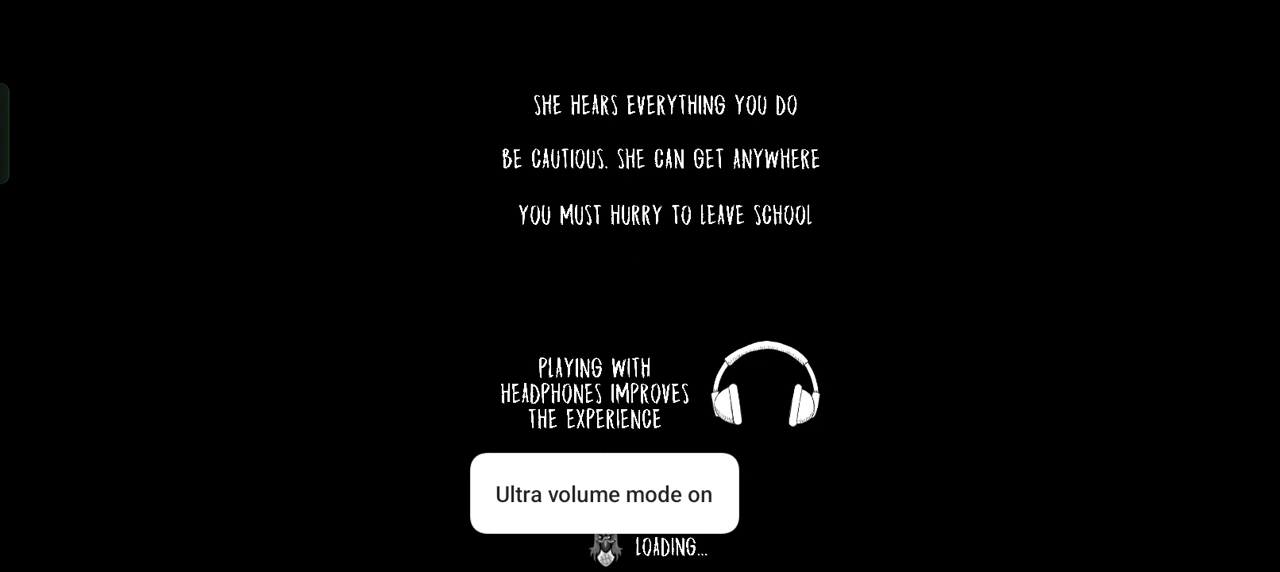 SHE HEARS EVERYTHING YOU DO
BE CAUTIOUS. SHE CAN GET ANYWHERE
YOU MUST HURRY TO LEAVE SCHOOL
PLAYING WITH
HEADPHONES IMPROVES
THE EXPERIENCE
Ultra volume mode on
LOADING...